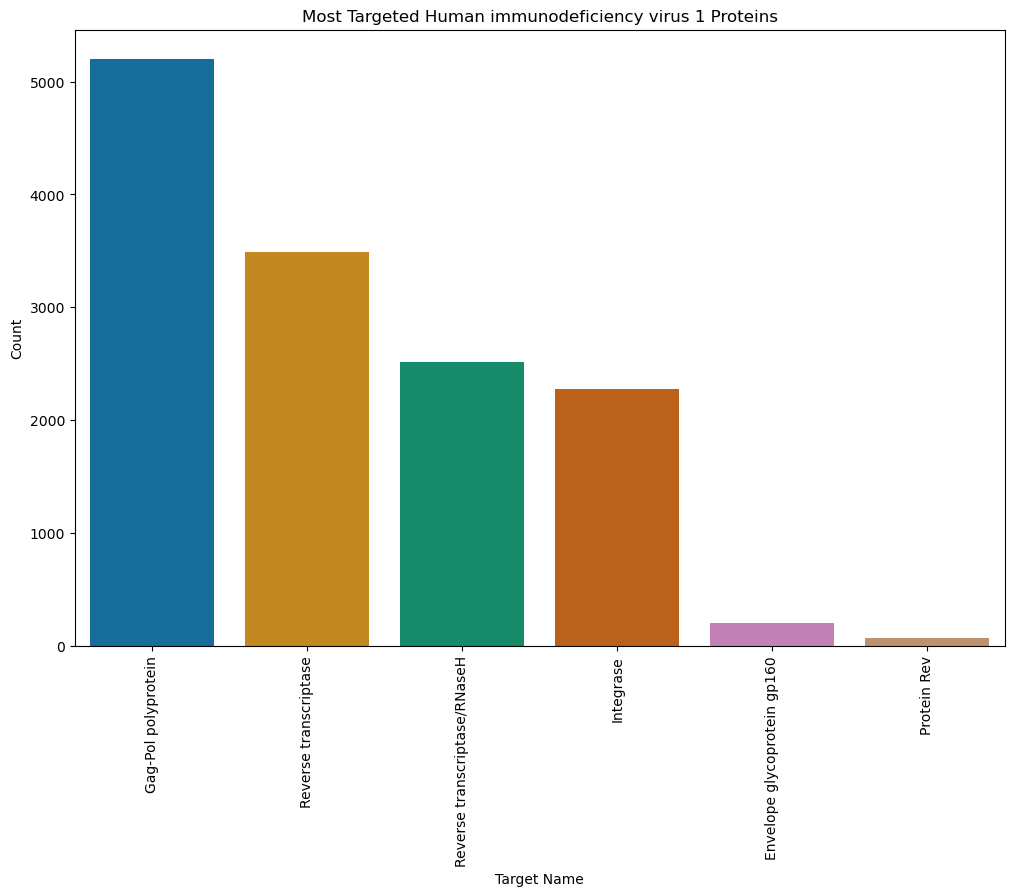 Most Targeted Human immunodeficiency virus 1 Proteins
Count
5000
4000
3000
2000
1000
0
Gag-Pol polyprotein
Reverse transcriptase
Reverse transcriptase/RNaseH
Integrase
Envelope glycoprotein gp160
Protein Rev
Target Name